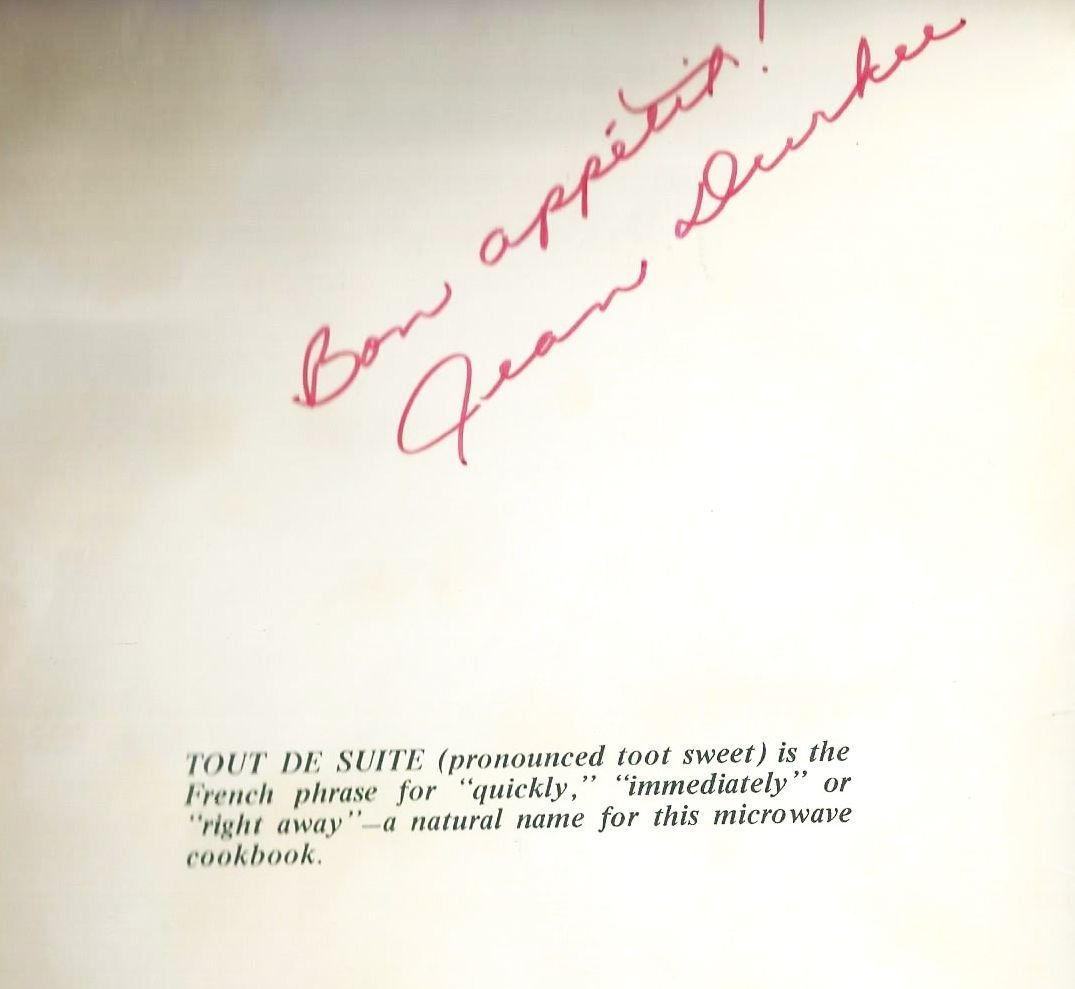 Bon appétit!
Jean Durkee
TOUT DE SUITE (pronounced toot sweet) is the
French phrase for “quickly,” “immediately” or
“right away”—a natural name for this microwave
cookbook.